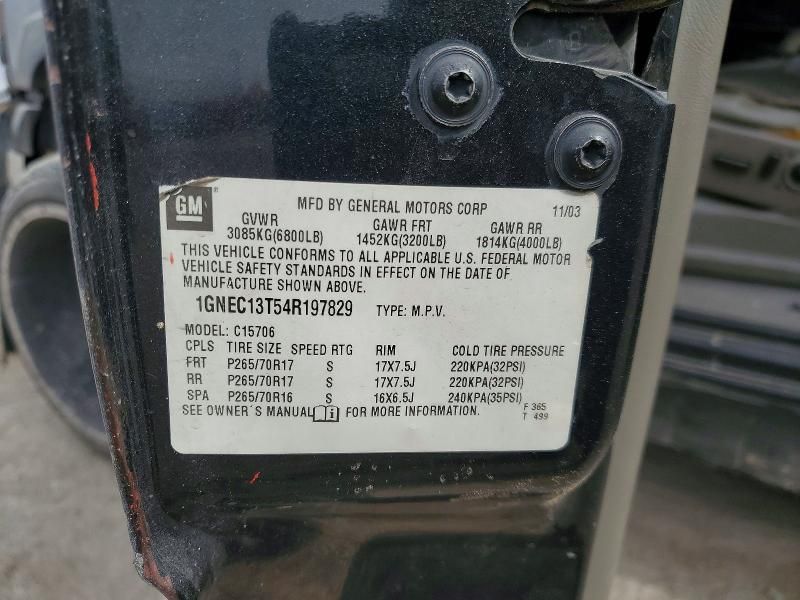 GM ®
MFD BY GENERAL MOTORS CORP 11/03
GVWR GAWR FRT GAWR RR
3085KG(6800LB) 1452KG(3200LB) 1814KG(4000LB)
THIS VEHICLE CONFORMS TO ALL APPLICABLE U.S. FEDERAL MOTOR
VEHICLE SAFETY STANDARDS IN EFFECT ON THE DATE OF
MANUFACTURE SHOWN ABOVE.
1GNEC13T54R197829 TYPE: M.P.V.
MODEL: C15706
CPLS TIRE SIZE SPEED RTG RIM COLD TIRE PRESSURE
FRT P265/70R17 S 17X7.5J 220KPA(32PSI)
RR P265/70R17 S 17X7.5J 220KPA(32PSI)
SPA P265/70R16 S 16X6.5J 240KPA(35PSI)
SEE OWNER'S MANUAL FOR MORE INFORMATION.
F 365
T 499